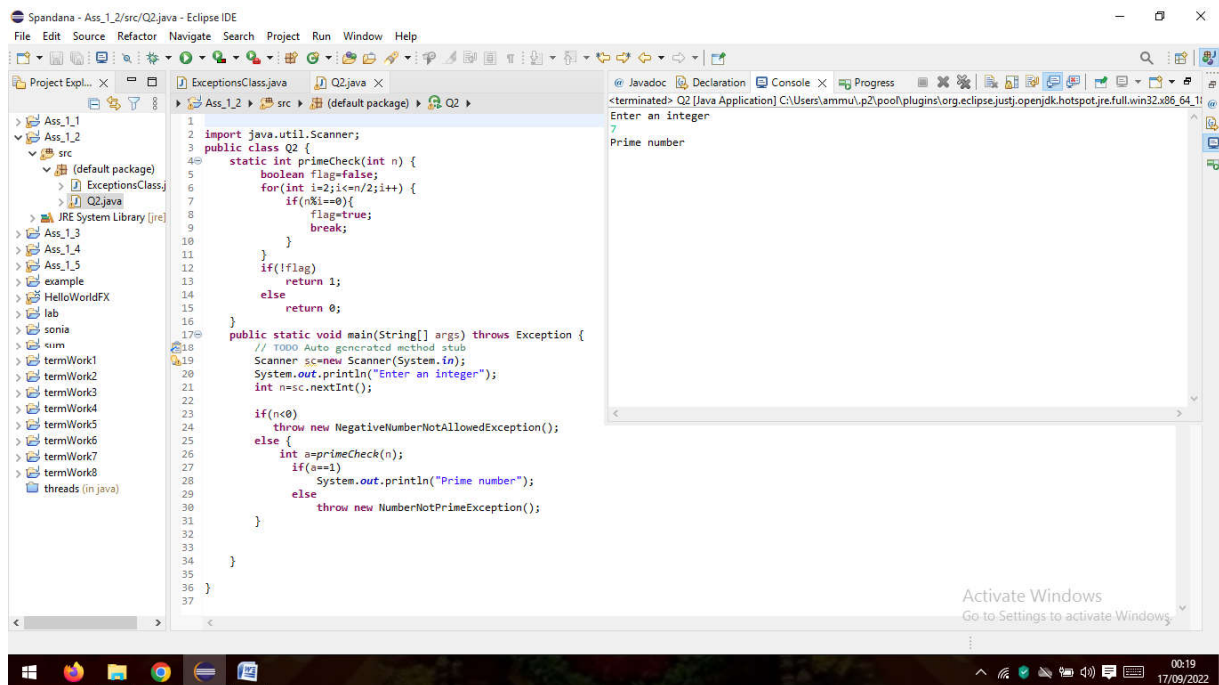 Spandana - Ass_1_2/src/Q2.java - Eclipse IDE
File Edit Source Refactor Navigate Search Project Run Window Help
Project Expl...
Ass_1_1
Ass_1_2
src
(default package)
ExceptionsClass.j
Q2.java
JRE System Library [jre]
Ass_1_3
Ass_1_4
Ass_1_5
example
HelloWorldFX
lab
sonia
sum
termWork1
termWork2
termWork3
termWork4
termWork5
termWork6
termWork7
termWork8
threads (in java)
ExceptionsClass.java Q2.java
Ass_1_2 src (default package) Q2
1
2 import java.util.Scanner;
3 public class Q2 {
4 static int primeCheck(int n) {
5 boolean flag=false;
6 for(int i=2;i<=n/2;i++) {
7 if(n%i==0){
8 flag=true;
9 break;
10 }
11 }
12 if(!flag)
13 return 1;
14 else
15 return 0;
16 }
17 public static void main(String[] args) throws Exception {
18 // TODO Auto generated method stub
19 Scanner sc=new Scanner(System.in);
20 System.out.println("Enter an integer");
21 int n=sc.nextInt();
22
23 if(n<0)
24 throw new NegativeNumberNotAllowedException();
25 else {
26 int a=primeCheck(n);
27 if(a==1)
28 System.out.println("Prime number");
29 else
30 throw new NumberNotPrimeException();
31 }
32
33
34 }
35
36 }
37
Javadoc Declaration Console Progress
<terminated> Q2 [Java Application] C:\Users\ammu\.p2\pool\plugins\org.eclipse.justj.openjdk.hotspot.jre.full.win32.x86_64_1
Enter an integer
7
Prime number
Activate Windows
Go to Settings to activate Windows.
00:19
17/09/2022